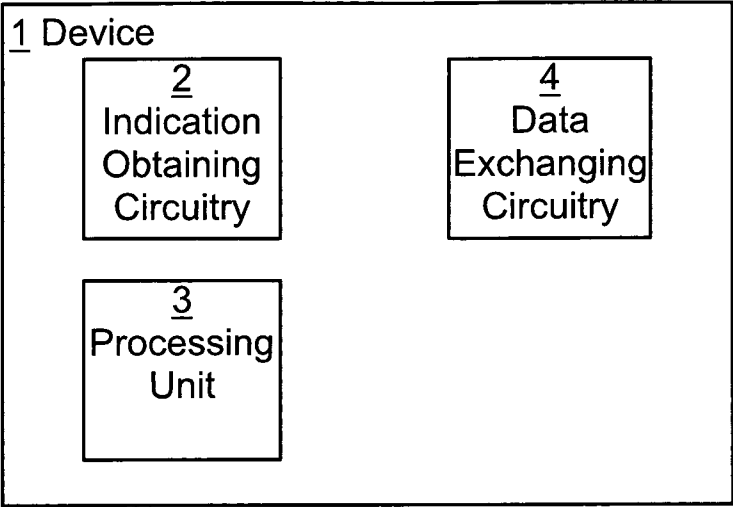 1 Device
2
Indication
Obtaining
Circuitry
4
Data
Exchanging
Circuitry
3
Processing
Unit